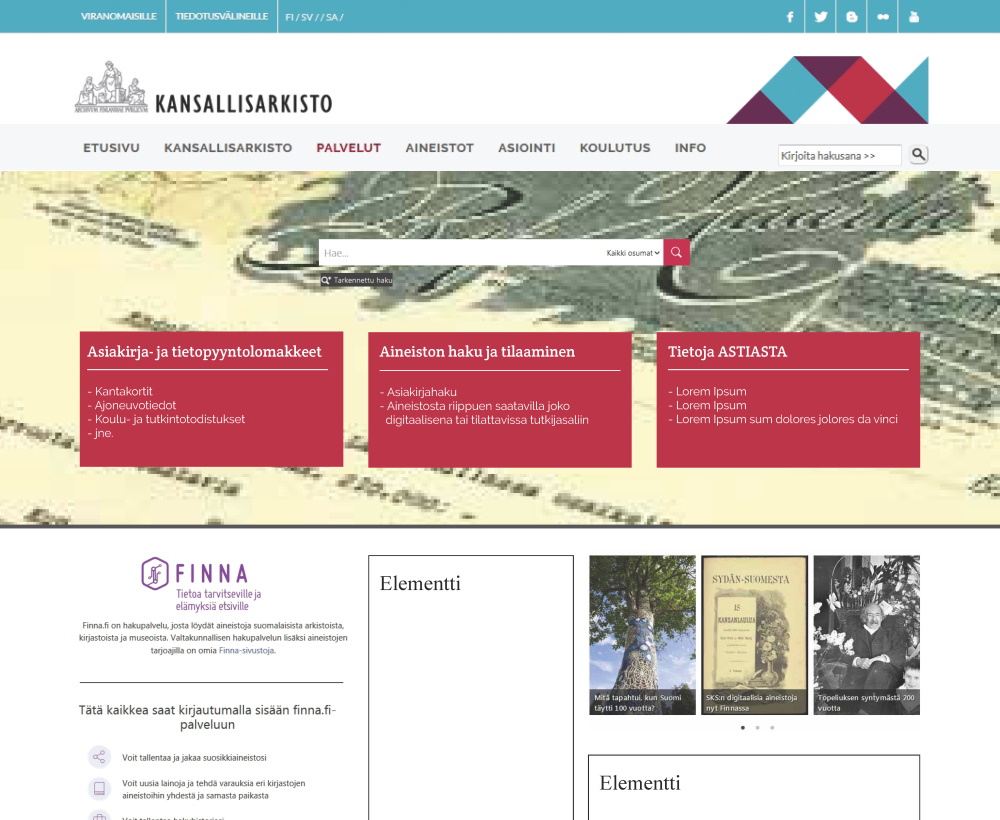 VIRANOMAISILLE TIEDOTUSVÄLINEILLE FI / SV / / SA /
KANSALLISARKISTO
ETUSIVU KANSALLISARKISTO PALVELUT AINEISTOT ASIOINTI KOULUTUS INFO
Kirjoita hakusana >>
Hae... Kaikki osumat
Tarkennettu haku
Asiakirja- ja tietopyyntolomakkeet
- Kantakortit
- Ajoneuvotiedot
- Koulu- ja tutkintotodistukset
- jne.
Aineiston haku ja tilaaminen
- Asiakirjahaku
- Aineistosta riippuen saatavilla joko
digitaalisena tai tilattavissa tutkijasaliin
Tietoja ASTIASTA
- Lorem Ipsum
- Lorem Ipsum
- Lorem Ipsum sum dolores jolores da vinci
FINNA
Tietoa tarvitseville ja
elämyksiä etsiville
Finna.fi on hakupalvelu, josta löydät aineistoja suomalaisista arkistoista,
kirjastoista ja museoista. Valtakunnallisen hakupalvelun lisäksi aineistojen
tarjoajilla on omia Finna-sivustoja.
Tätä kaikkea saat kirjautumalla sisään finna.fi-
palveluun
Voit tallentaa ja jakaa suosikkiaineistosi
Voit uusia lainoja ja tehdä varauksia eri kirjastojen
aineistoihin yhdestä ja samasta paikasta
Elementti
SYDÄN-SUOMESTA
15
KANSANLAULUA
Mitä tapahtui, kun Suomi
täytti 100 vuotta?
SKS:n digitaalisia aineistoja
nyt Finnassa
Topeliuksen syntymästä 200
vuotta
Elementti